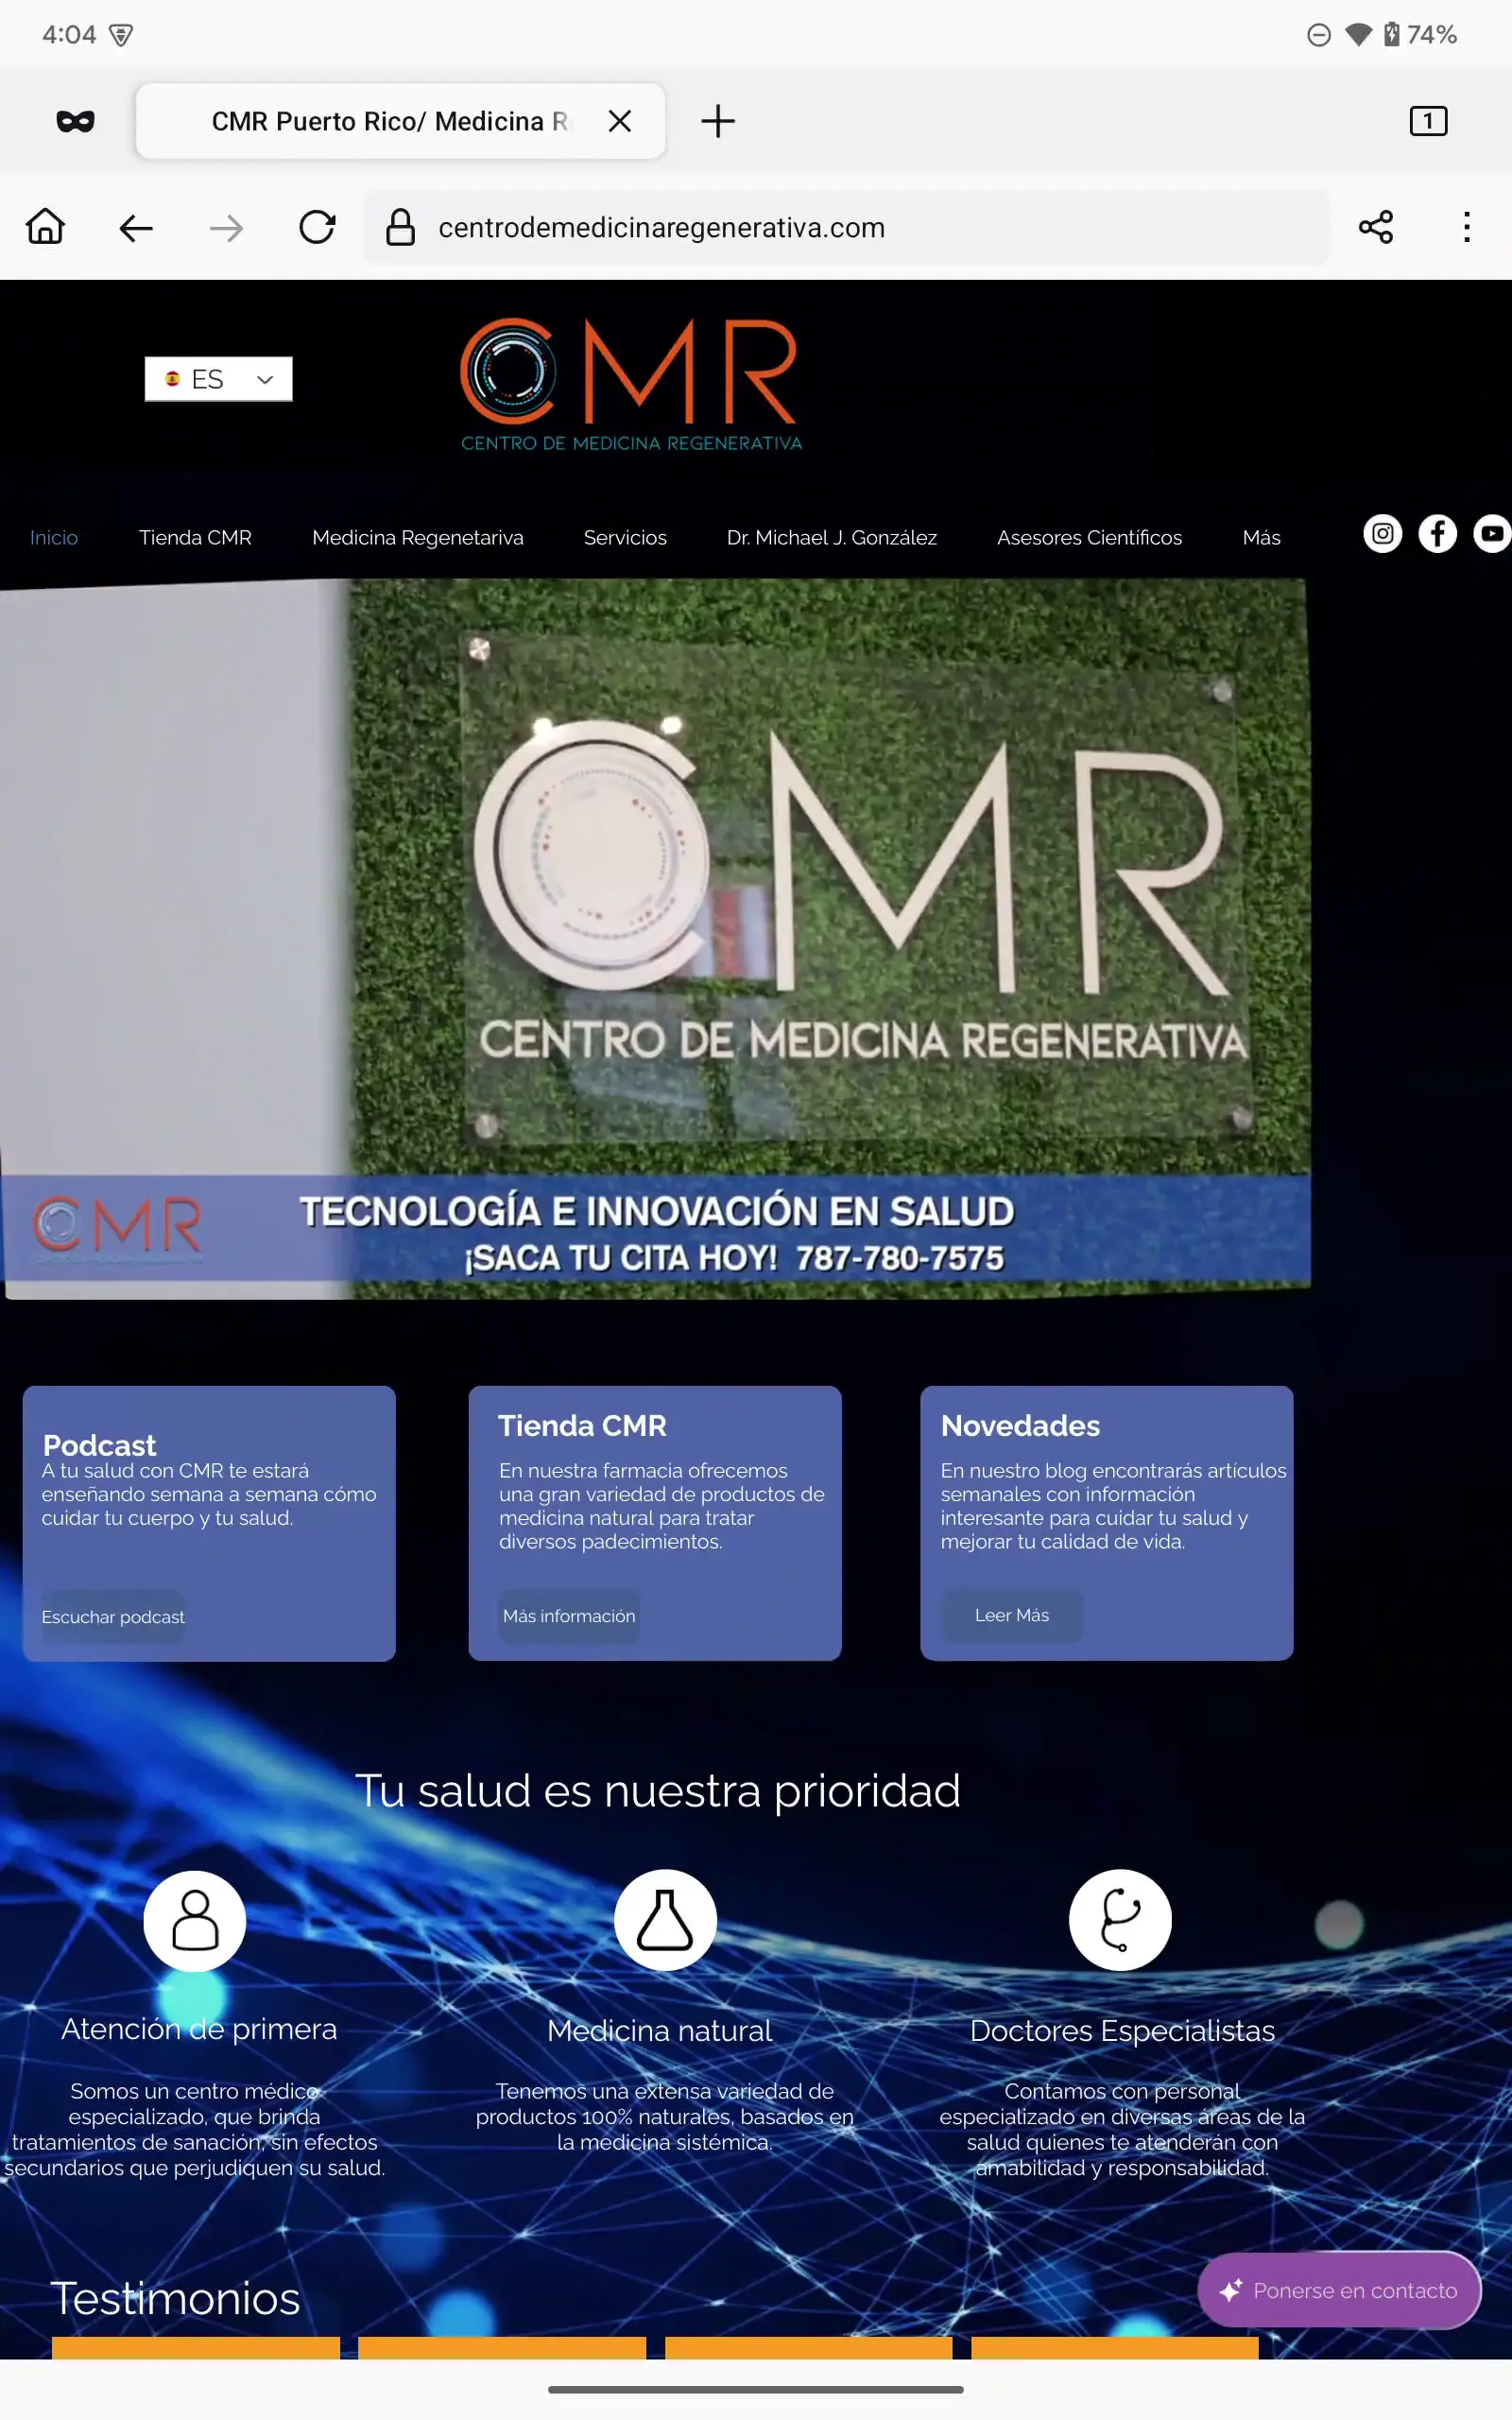 4:04
74%
CMR Puerto Rico/ Medicina R
1
centrodemedicinaregenerativa.com
ES
CMR
CENTRO DE MEDICINA REGENERATIVA
Inicio
Tienda CMR
Medicina Regenetariva
Servicios
Dr. Michael J. González
Asesores Científicos
Más
CMR
CENTRO DE MEDICINA REGENERATIVA
CMR
TECNOLOGÍA E INNOVACIÓN EN SALUD
¡SACA TU CITA HOY! 787-780-7575
Podcast
A tu salud con CMR te estará
enseñando semana a semana cómo
cuidar tu cuerpo y tu salud.
Escuchar podcast
Tienda CMR
En nuestra farmacia ofrecemos
una gran variedad de productos de
medicina natural para tratar
diversos padecimientos.
Más información
Novedades
En nuestro blog encontrarás artículos
semanales con información
interesante para cuidar tu salud y
mejorar tu calidad de vida.
Leer Más
Tu salud es nuestra prioridad
Atención de primera
Somos un centro médico
especializado, que brinda
tratamientos de sanación, sin efectos
secundarios que perjudiquen su salud.
Medicina natural
Tenemos una extensa variedad de
productos 100% naturales, basados en
la medicina sistémica.
Doctores Especialistas
Contamos con personal
especializado en diversas áreas de la
salud quienes te atenderán con
amabilidad y responsabilidad.
Testimonios
Ponerse en contacto